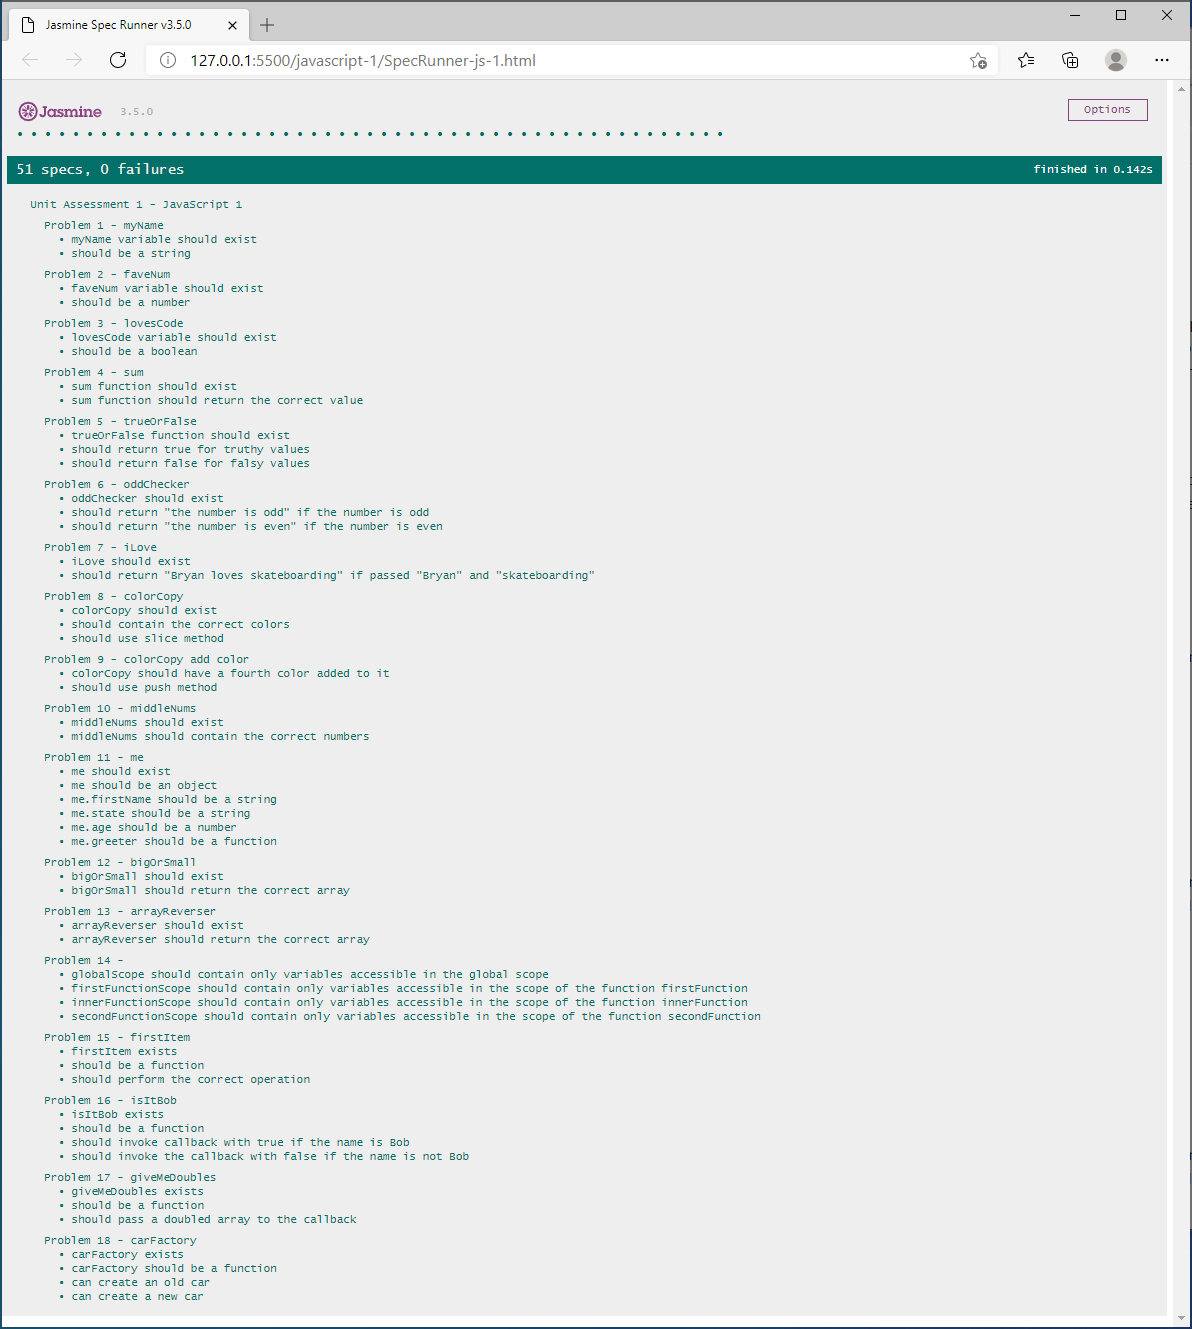 Jasmine Spec Runner v3.5.0
127.0.0.1:5500/javascript-1/SpecRunner-js-1.html
Jasmine 3.5.0 Options
51 specs, 0 failures finished in 0.142s
Unit Assessment 1 - JavaScript 1
Problem 1 - myName
• myName variable should exist
• should be a string
Problem 2 - faveNum
• faveNum variable should exist
• should be a number
Problem 3 - lovesCode
• lovesCode variable should exist
• should be a boolean
Problem 4 - sum
• sum function should exist
• sum function should return the correct value
Problem 5 - trueOrFalse
• trueOrFalse function should exist
• should return true for truthy values
• should return false for falsy values
Problem 6 - oddChecker
• oddChecker should exist
• should return "the number is odd" if the number is odd
• should return "the number is even" if the number is even
Problem 7 - iLove
• iLove should exist
• should return "Bryan loves skateboarding" if passed "Bryan" and "skateboarding"
Problem 8 - colorCopy
• colorCopy should exist
• should contain the correct colors
• should use slice method
Problem 9 - colorCopy add color
• colorCopy should have a fourth color added to it
• should use push method
Problem 10 - middleNums
• middleNums should exist
• middleNums should contain the correct numbers
Problem 11 - me
• me should exist
• me should be an object
• me.firstName should be a string
• me.state should be a string
• me.age should be a number
• me.greeter should be a function
Problem 12 - bigOrSmall
• bigOrSmall should exist
• bigOrSmall should return the correct array
Problem 13 - arrayReverser
• arrayReverser should exist
• arrayReverser should return the correct array
Problem 14 -
• globalScope should contain only variables accessible in the global scope
• firstFunctionScope should contain only variables accessible in the scope of the function firstFunction
• innerFunctionScope should contain only variables accessible in the scope of the function innerFunction
• secondFunctionScope should contain only variables accessible in the scope of the function secondFunction
Problem 15 - firstItem
• firstItem exists
• should be a function
• should perform the correct operation
Problem 16 - isItBob
• isItBob exists
• should be a function
• should invoke callback with true if the name is Bob
• should invoke the callback with false if the name is not Bob
Problem 17 - giveMeDoubles
• giveMeDoubles exists
• should be a function
• should pass a doubled array to the callback
Problem 18 - carFactory
• carFactory exists
• carFactory should be a function
• can create an old car
• can create a new car